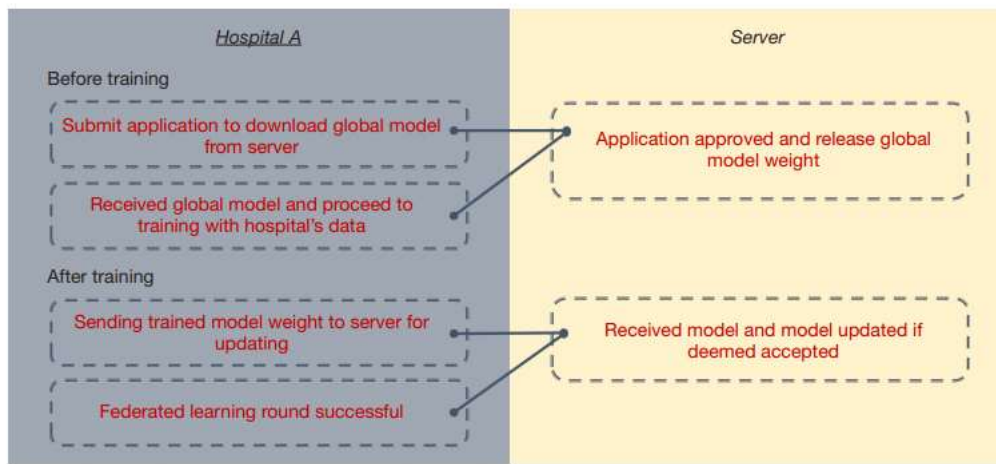 Hospital A
Server
Before training
Submit application to download global model
from server
Application approved and release global
model weight
Received global model and proceed to
training with hospital's data
After training
Sending trained model weight to server for
updating
Received model and model updated if
deemed accepted
Federated learning round successful